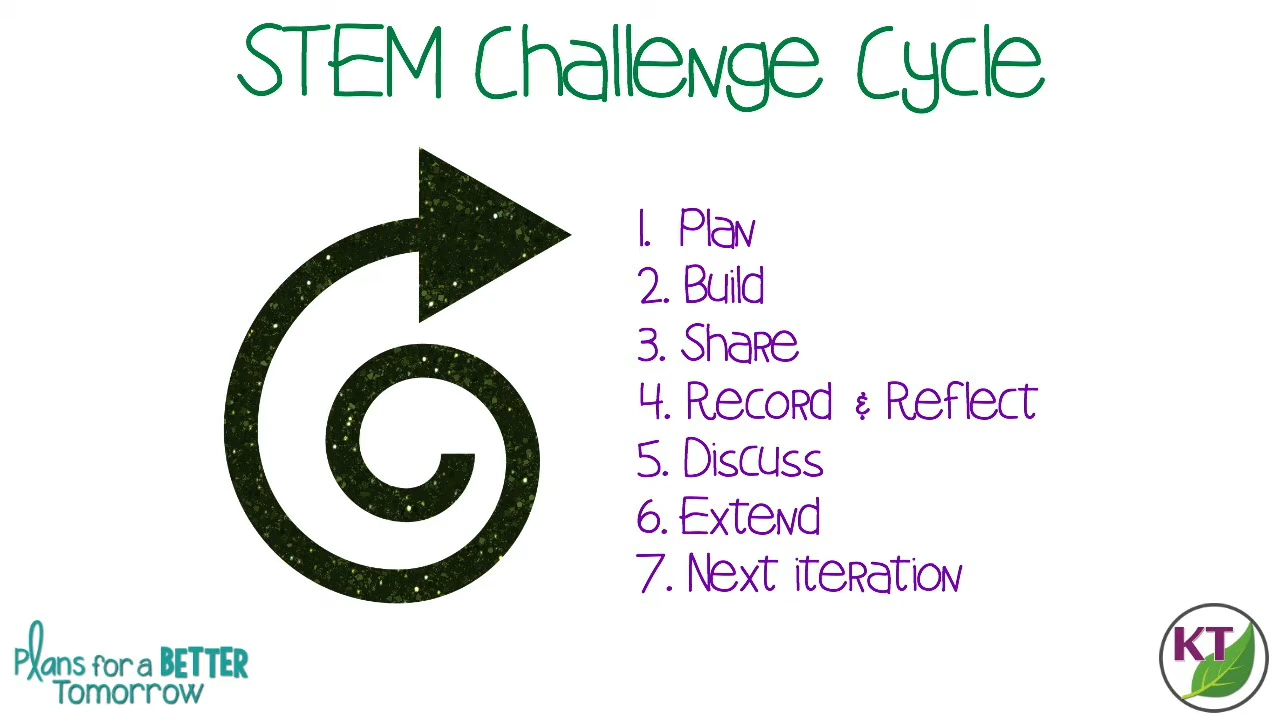 STEM Challenge Cycle
1. Plan
2. Build
3. Share
4. Record & Reflect
5. Discuss
6. Extend
7. Next iteration
Plans for a BETTER
Tomorrow
KT